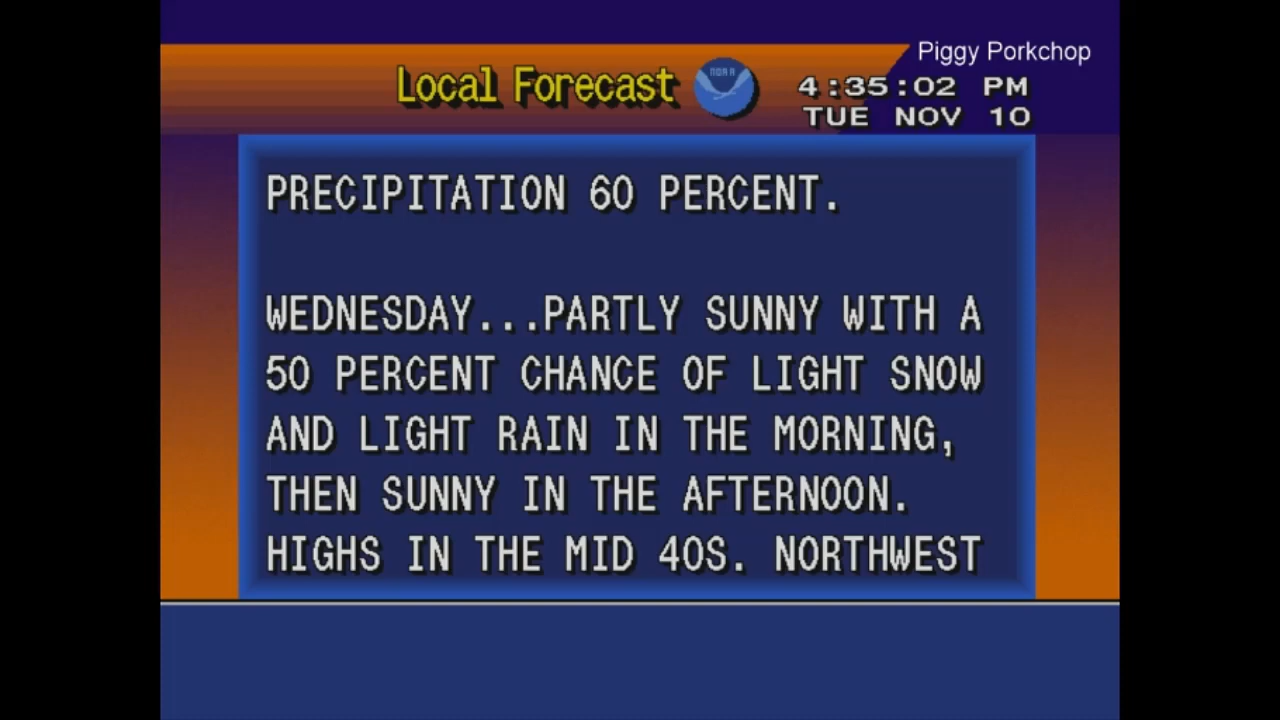 Piggy Porkchop
Local Forecast
NOAA
4:35:02 PM
TUE NOV 10
PRECIPITATION 60 PERCENT.
WEDNESDAY...PARTLY SUNNY WITH A
50 PERCENT CHANCE OF LIGHT SNOW
AND LIGHT RAIN IN THE MORNING,
THEN SUNNY IN THE AFTERNOON.
HIGHS IN THE MID 40S. NORTHWEST